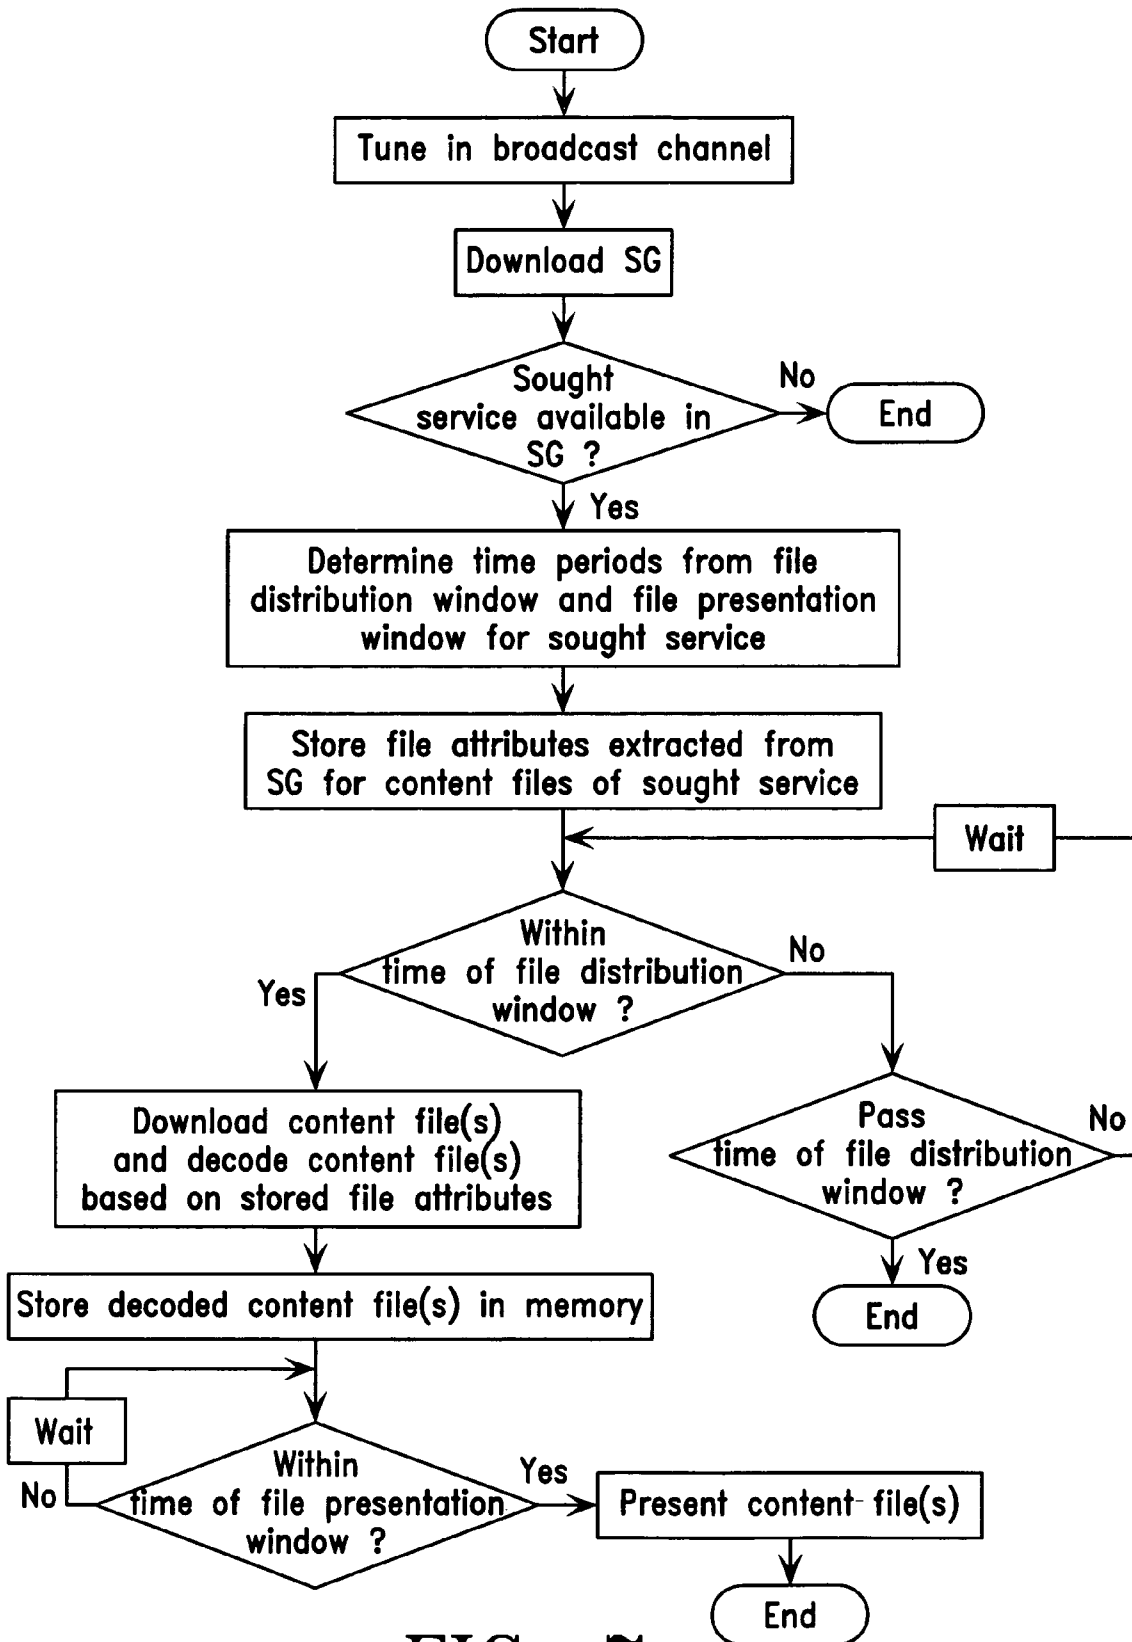 Start
Tune in broadcast channel
Download SG
Sought
service available in
SG ?
No
End
Yes
Determine time periods from file
distribution window and file presentation
window for sought service
Store file attributes extracted from
SG for content files of sought service
Wait
Within
time of file distribution
window ?
No
Yes
Pass
time of file distribution
window ?
No
Download content file(s)
and decode content file(s)
based on stored file attributes
Yes
End
Store decoded content file(s) in memory
Wait
Within
time of file presentation
window ?
No
Yes
Present content file(s)
End